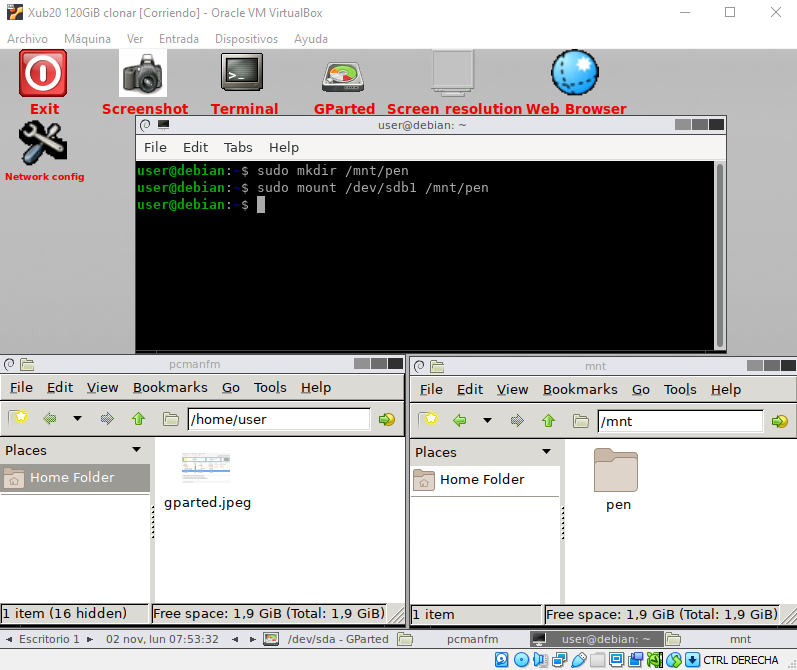 Xub20 120GiB clonar [Corriendo] - Oracle VM VirtualBox
Archivo Máquina Ver Entrada Dispositivos Ayuda
Exit Screenshot Terminal GParted Screen resolution Web Browser
Network config
user@debian: ~
File Edit Tabs Help
user@debian:~$ sudo mkdir /mnt/pen
user@debian:~$ sudo mount /dev/sdb1 /mnt/pen
user@debian:~$
pcmanfm
File Edit View Bookmarks Go Tools Help
/home/user
Places
Home Folder
gparted.jpeg
1 item (16 hidden) Free space: 1,9 GiB (Total: 1,9 GiB)
mnt
File Edit View Bookmarks Go Tools Help
/mnt
Places
Home Folder
pen
1 item Free space: 1,9 GiB (Total: 1,9 GiB)
Escritorio 1 02 nov, lun 07:53:32 /dev/sda - GParted pcmanfm user@debian: ~ mnt
CTRL DERECHA